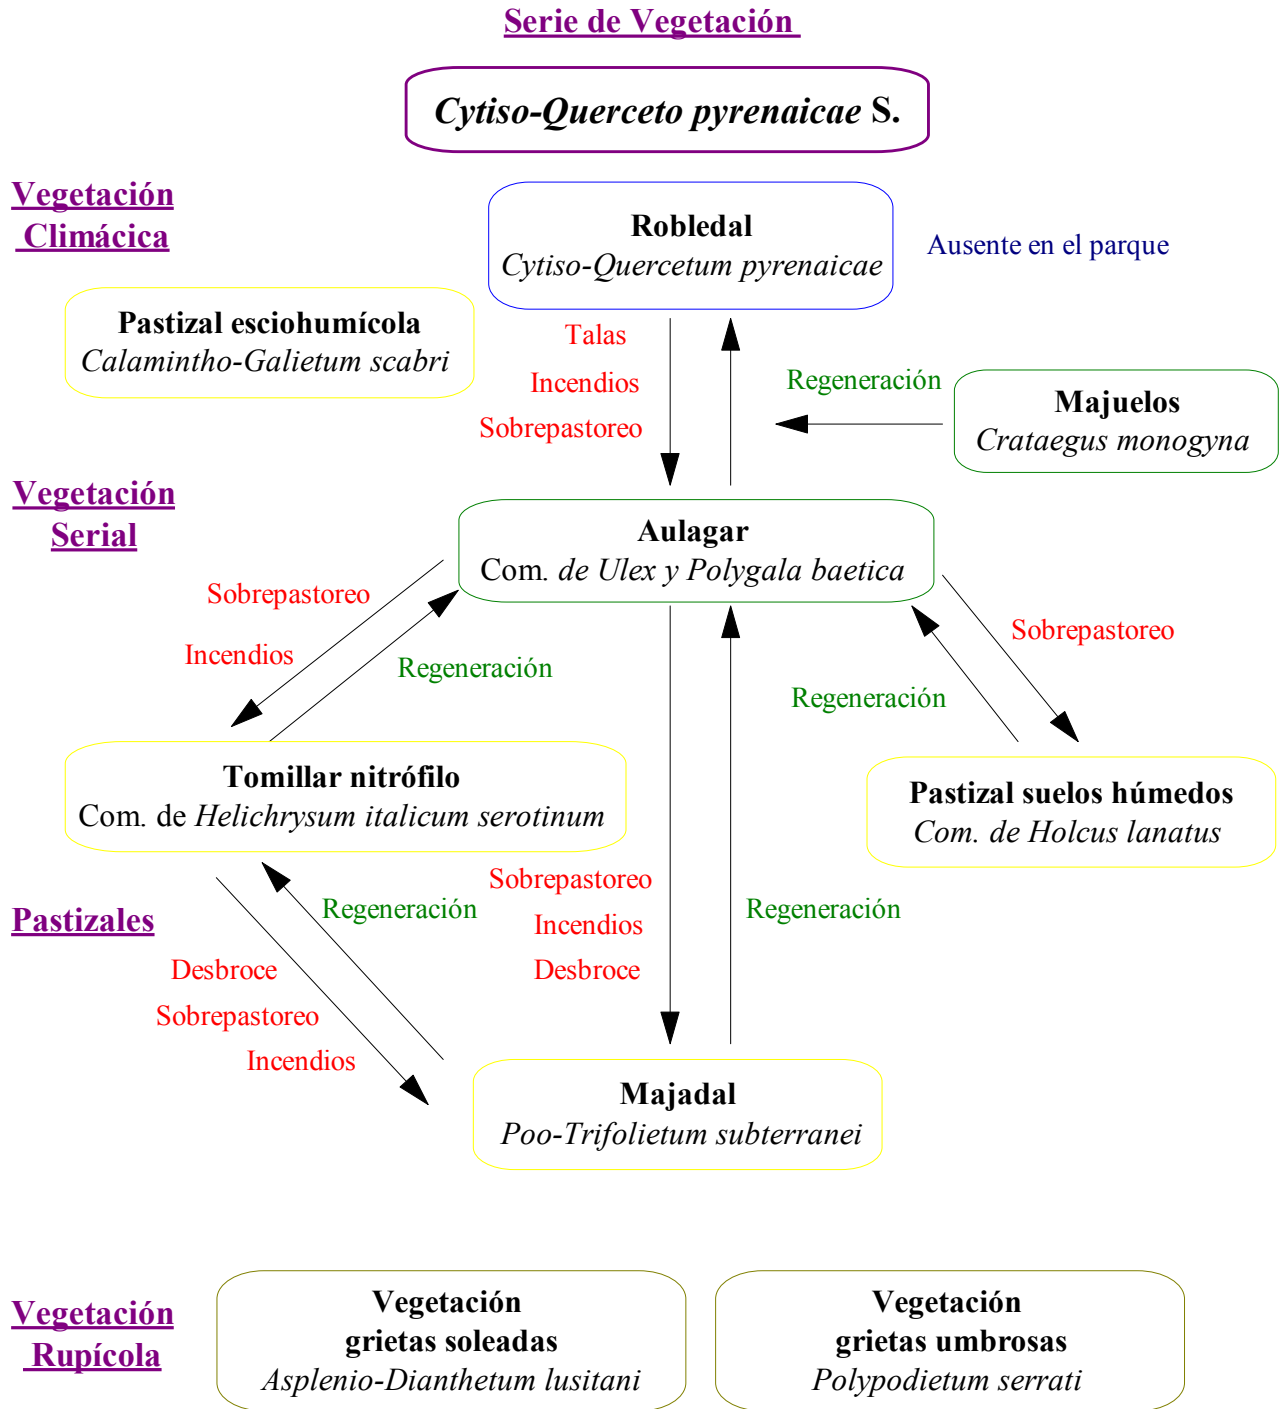 Serie de Vegetación
Cytiso-Querceto pyrenaicae S.
Vegetación
Climácica
Robledal
Cytiso-Quercetum pyrenaicae
Ausente en el parque
Pastizal esciohumícola
Calamintho-Galietum scabri
Talas
Incendios
Sobrepastoreo
Regeneración
Majuelos
Crataegus monogyna
Vegetación
Serial
Aulagar
Com. de Ulex y Polygala baetica
Sobrepastoreo
Incendios
Regeneración
Sobrepastoreo
Regeneración
Tomillar nitrófilo
Com. de Helichrysum italicum serotinum
Pastizal suelos húmedos
Com. de Holcus lanatus
Pastizales
Regeneración
Sobrepastoreo
Incendios
Desbroce
Regeneración
Desbroce
Sobrepastoreo
Incendios
Majadal
Poo-Trifolietum subterranei
Vegetación
Rupícola
Vegetación
grietas soleadas
Asplenio-Dianthetum lusitani
Vegetación
grietas umbrosas
Polypodietum serrati